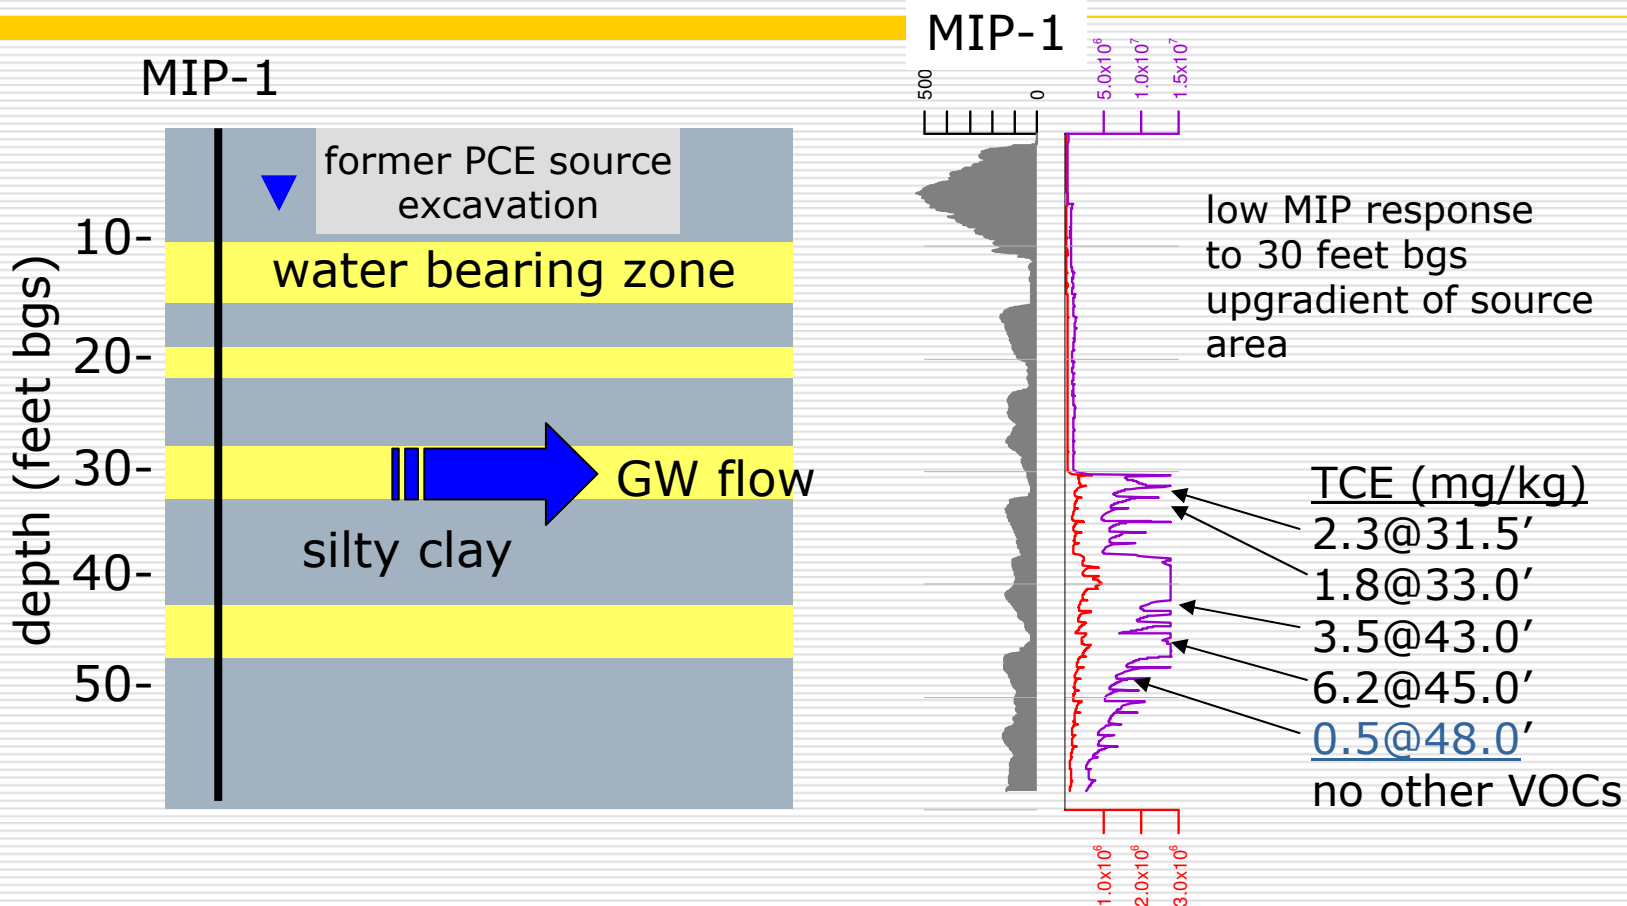 MIP-1
MIP-1
500
0
5.0x10⁶
1.0x10⁷
1.5x10⁷
former PCE source
excavation
depth (feet bgs)
10-
20-
30-
40-
50-
water bearing zone
GW flow
silty clay
low MIP response
to 30 feet bgs
upgradient of source
area
TCE (mg/kg)
2.3@31.5’
1.8@33.0’
3.5@43.0’
6.2@45.0’
0.5@48.0’
no other VOCs
1.0x10⁶
2.0x10⁶
3.0x10⁶